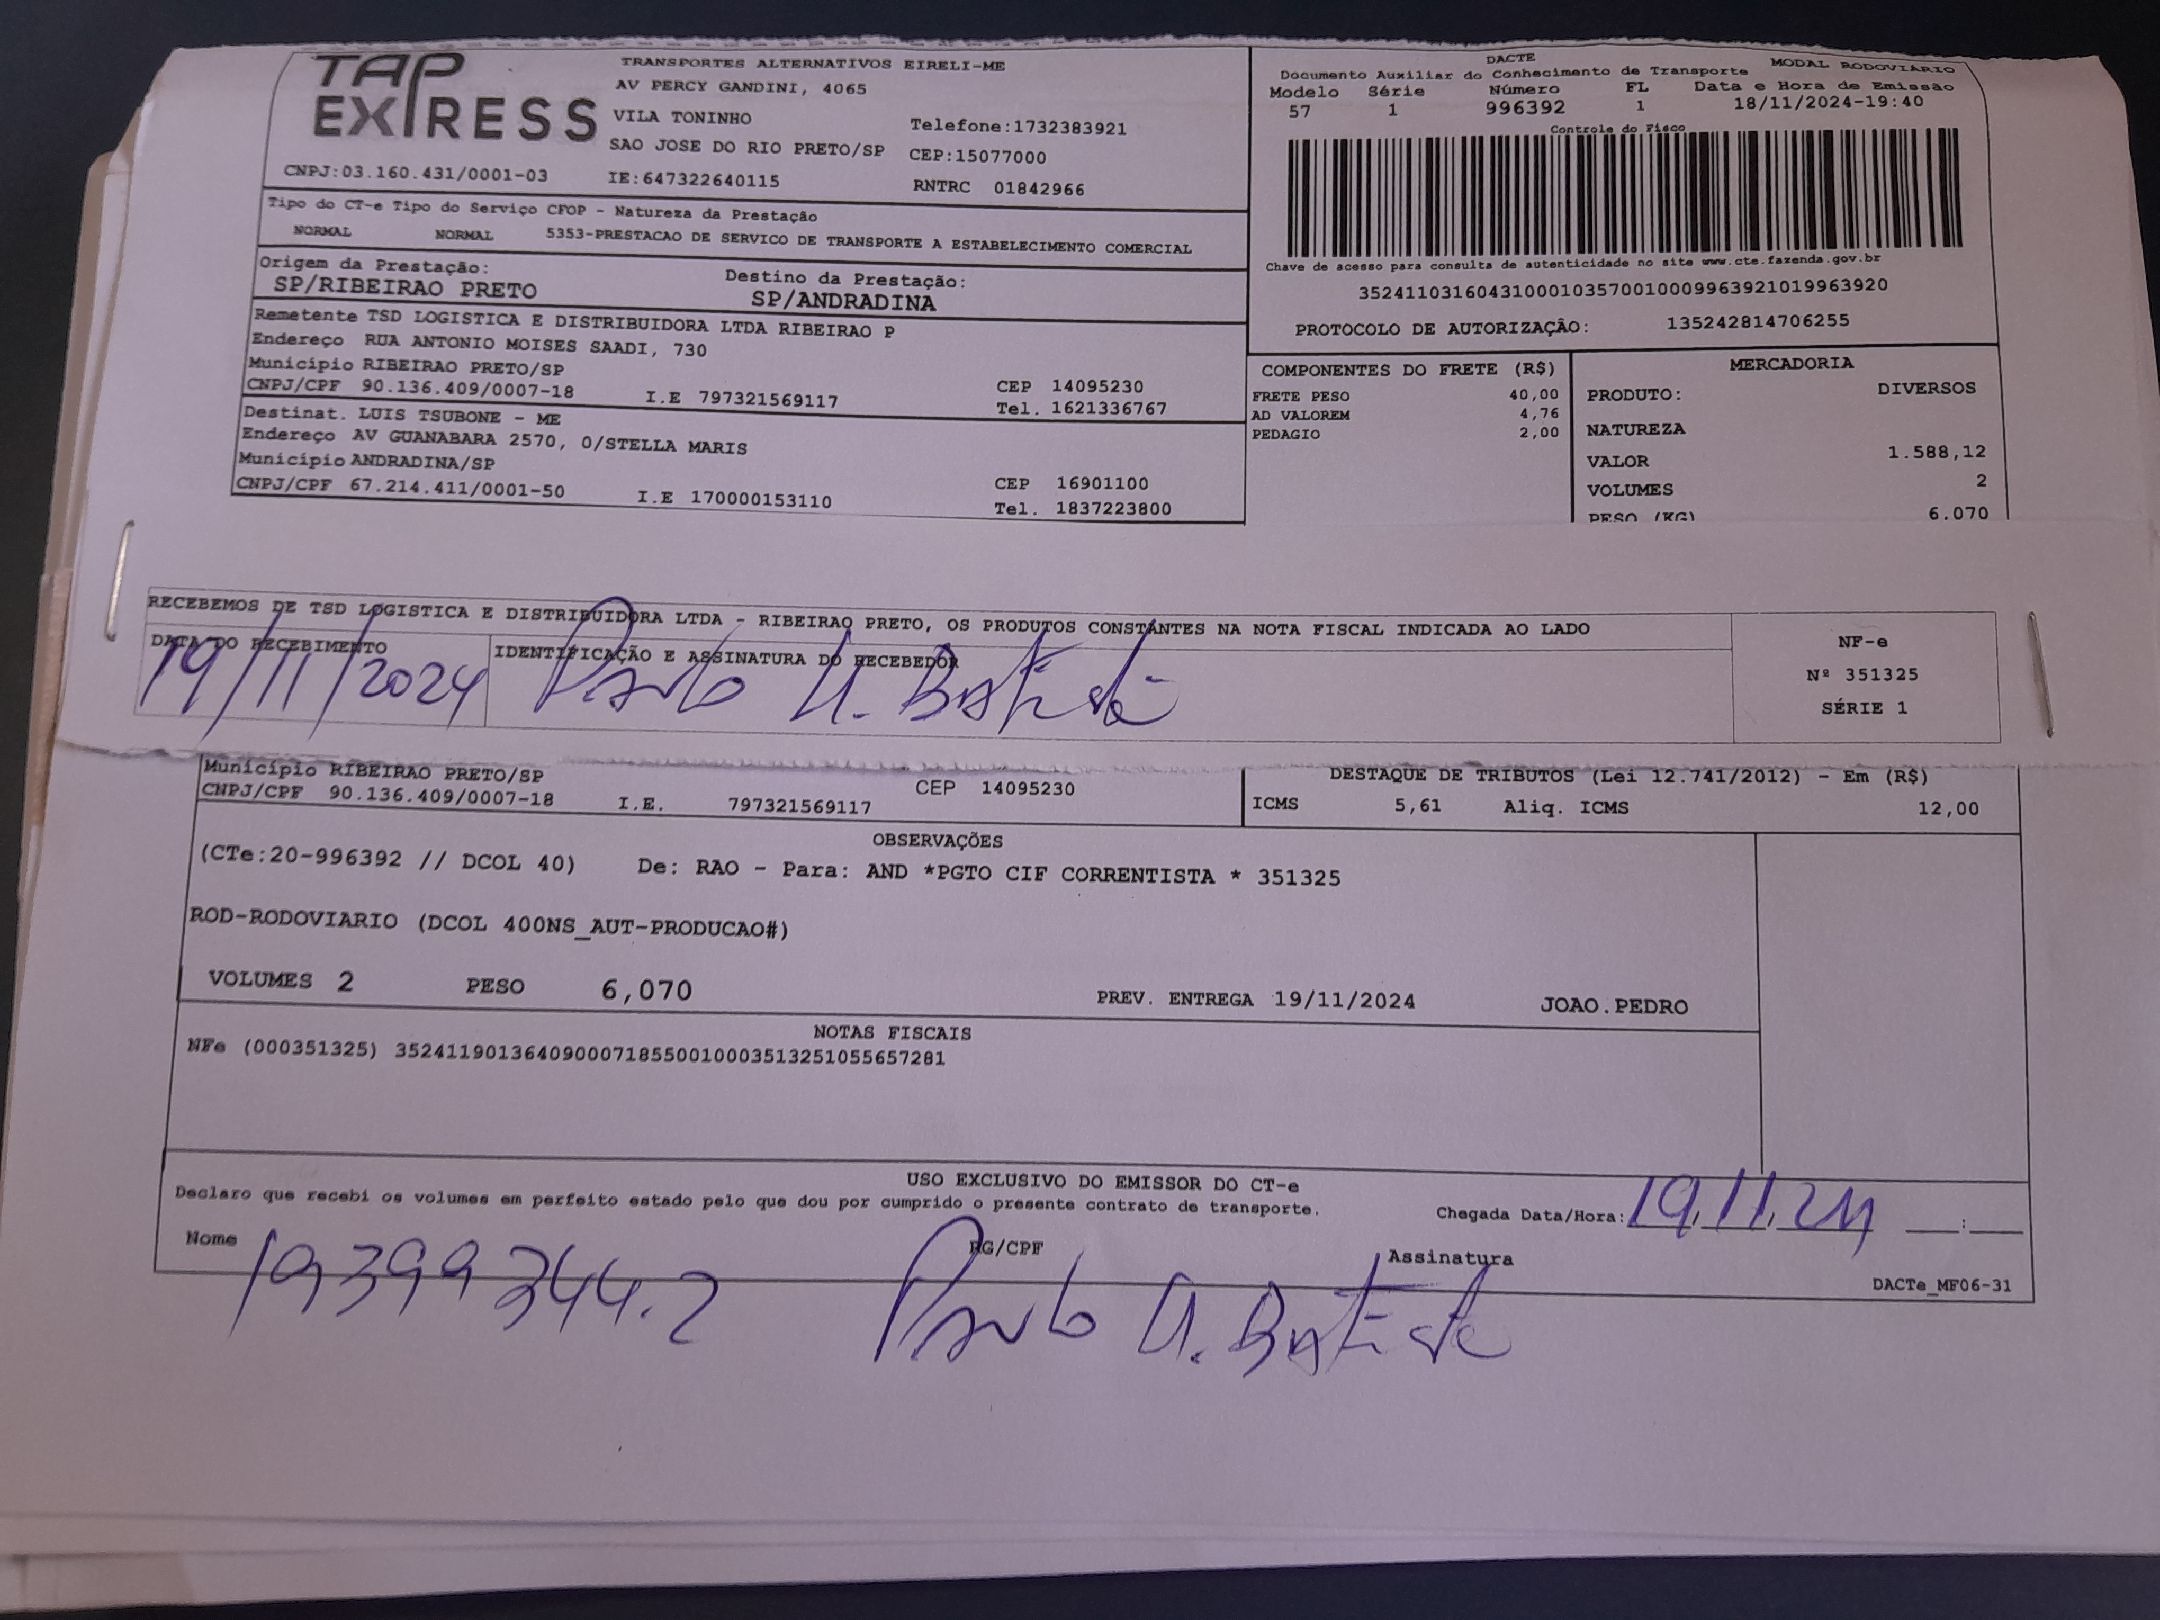 TAP EXPRESS
TRANSPORTES ALTERNATIVOS EIRELI-ME
AV PERCY GANDINI, 4065
VILA TONINHO Telefone:1732383921
SAO JOSE DO RIO PRETO/SP CEP:15077000
CNPJ:03.160.431/0001-03 IE:647322640115 RNTRC 01842966
Tipo do CT-e Tipo do Serviço CFOP - Natureza da Prestação
NORMAL NORMAL 5353-PRESTACAO DE SERVICO DE TRANSPORTE A ESTABELECIMENTO COMERCIAL
Origem da Prestação: Destino da Prestação:
SP/RIBEIRAO PRETO SP/ANDRADINA
Remetente TSD LOGISTICA E DISTRIBUIDORA LTDA RIBEIRAO P
Endereço RUA ANTONIO MOISES SAADI, 730
Município RIBEIRAO PRETO/SP CEP 14095230
CNPJ/CPF 90.136.409/0007-18 I.E 797321569117 Tel. 1621336767
Destinat. LUIS TSUBONE - ME
Endereço AV GUANABARA 2570, 0/STELLA MARIS
Município ANDRADINA/SP CEP 16901100
CNPJ/CPF 67.214.411/0001-50 I.E 170000153110 Tel. 1837223800
DACTE MODAL RODOVIÁRIO
Documento Auxiliar do Conhecimento de Transporte
Modelo Série Número FL Data e Hora de Emissão
57 1 996392 1 18/11/2024-19:40
Controle do Fisco
Chave de acesso para consulta de autenticidade no site www.cte.fazenda.gov.br
35241103160431000103570010009963921019963920
PROTOCOLO DE AUTORIZAÇÃO: 135242814706255
COMPONENTES DO FRETE (R$)
FRETE PESO 40,00
AD VALOREM 4,76
PEDAGIO 2,00
MERCADORIA
PRODUTO: DIVERSOS
NATUREZA
VALOR 1.588,12
VOLUMES 2
PESO (KG) 6.070
RECEBEMOS DE TSD LOGISTICA E DISTRIBUIDORA LTDA - RIBEIRAO PRETO, OS PRODUTOS CONSTANTES NA NOTA FISCAL INDICADA AO LADO
DATA DO RECEBIMENTO IDENTIFICAÇÃO E ASSINATURA DO RECEBEDOR
19/11/2024 Paulo U. Batista
NF-e
Nº 351325
SÉRIE 1
Município RIBEIRAO PRETO/SP CEP 14095230
CNPJ/CPF 90.136.409/0007-18 I.E. 797321569117
DESTAQUE DE TRIBUTOS (Lei 12.741/2012) - Em (R$)
ICMS 5,61 Aliq. ICMS 12,00
OBSERVAÇÕES
(CTe:20-996392 // DCOL 40) De: RAO - Para: AND *PGTO CIF CORRENTISTA * 351325
ROD-RODOVIARIO (DCOL 400NS_AUT-PRODUCAO#)
VOLUMES 2 PESO 6,070 PREV. ENTREGA 19/11/2024 JOAO.PEDRO
NOTAS FISCAIS
NFe (000351325) 35241190136409000718550010003513251055657281
USO EXCLUSIVO DO EMISSOR DO CT-e
Declaro que recebi os volumes em perfeito estado pelo que dou por cumprido o presente contrato de transporte.
Chegada Data/Hora: 19,11,24 __:__
Nome RG/CPF Assinatura
19399344.2 Paulo U. Batista
DACTe_MF06-31